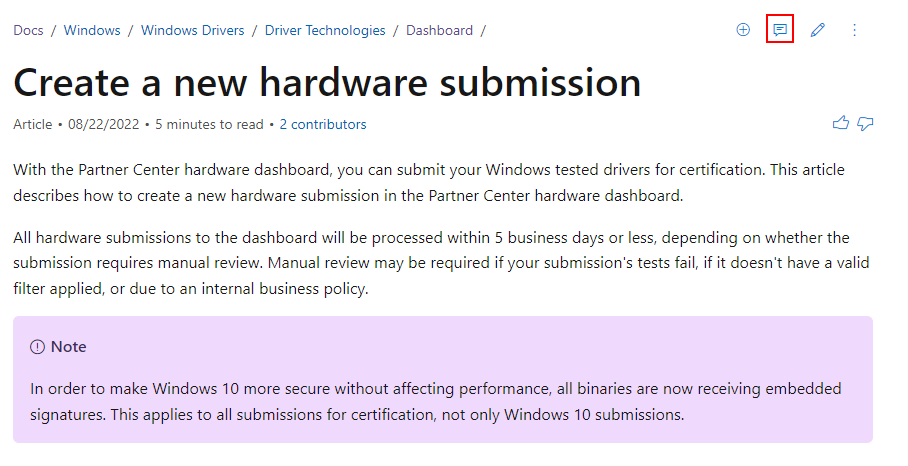 Docs / Windows / Windows Drivers / Driver Technologies / Dashboard /
Create a new hardware submission
Article • 08/22/2022 • 5 minutes to read • 2 contributors
With the Partner Center hardware dashboard, you can submit your Windows tested drivers for certification. This article
describes how to create a new hardware submission in the Partner Center hardware dashboard.
All hardware submissions to the dashboard will be processed within 5 business days or less, depending on whether the
submission requires manual review. Manual review may be required if your submission's tests fail, if it doesn't have a valid
filter applied, or due to an internal business policy.
Note
In order to make Windows 10 more secure without affecting performance, all binaries are now receiving embedded
signatures. This applies to all submissions for certification, not only Windows 10 submissions.